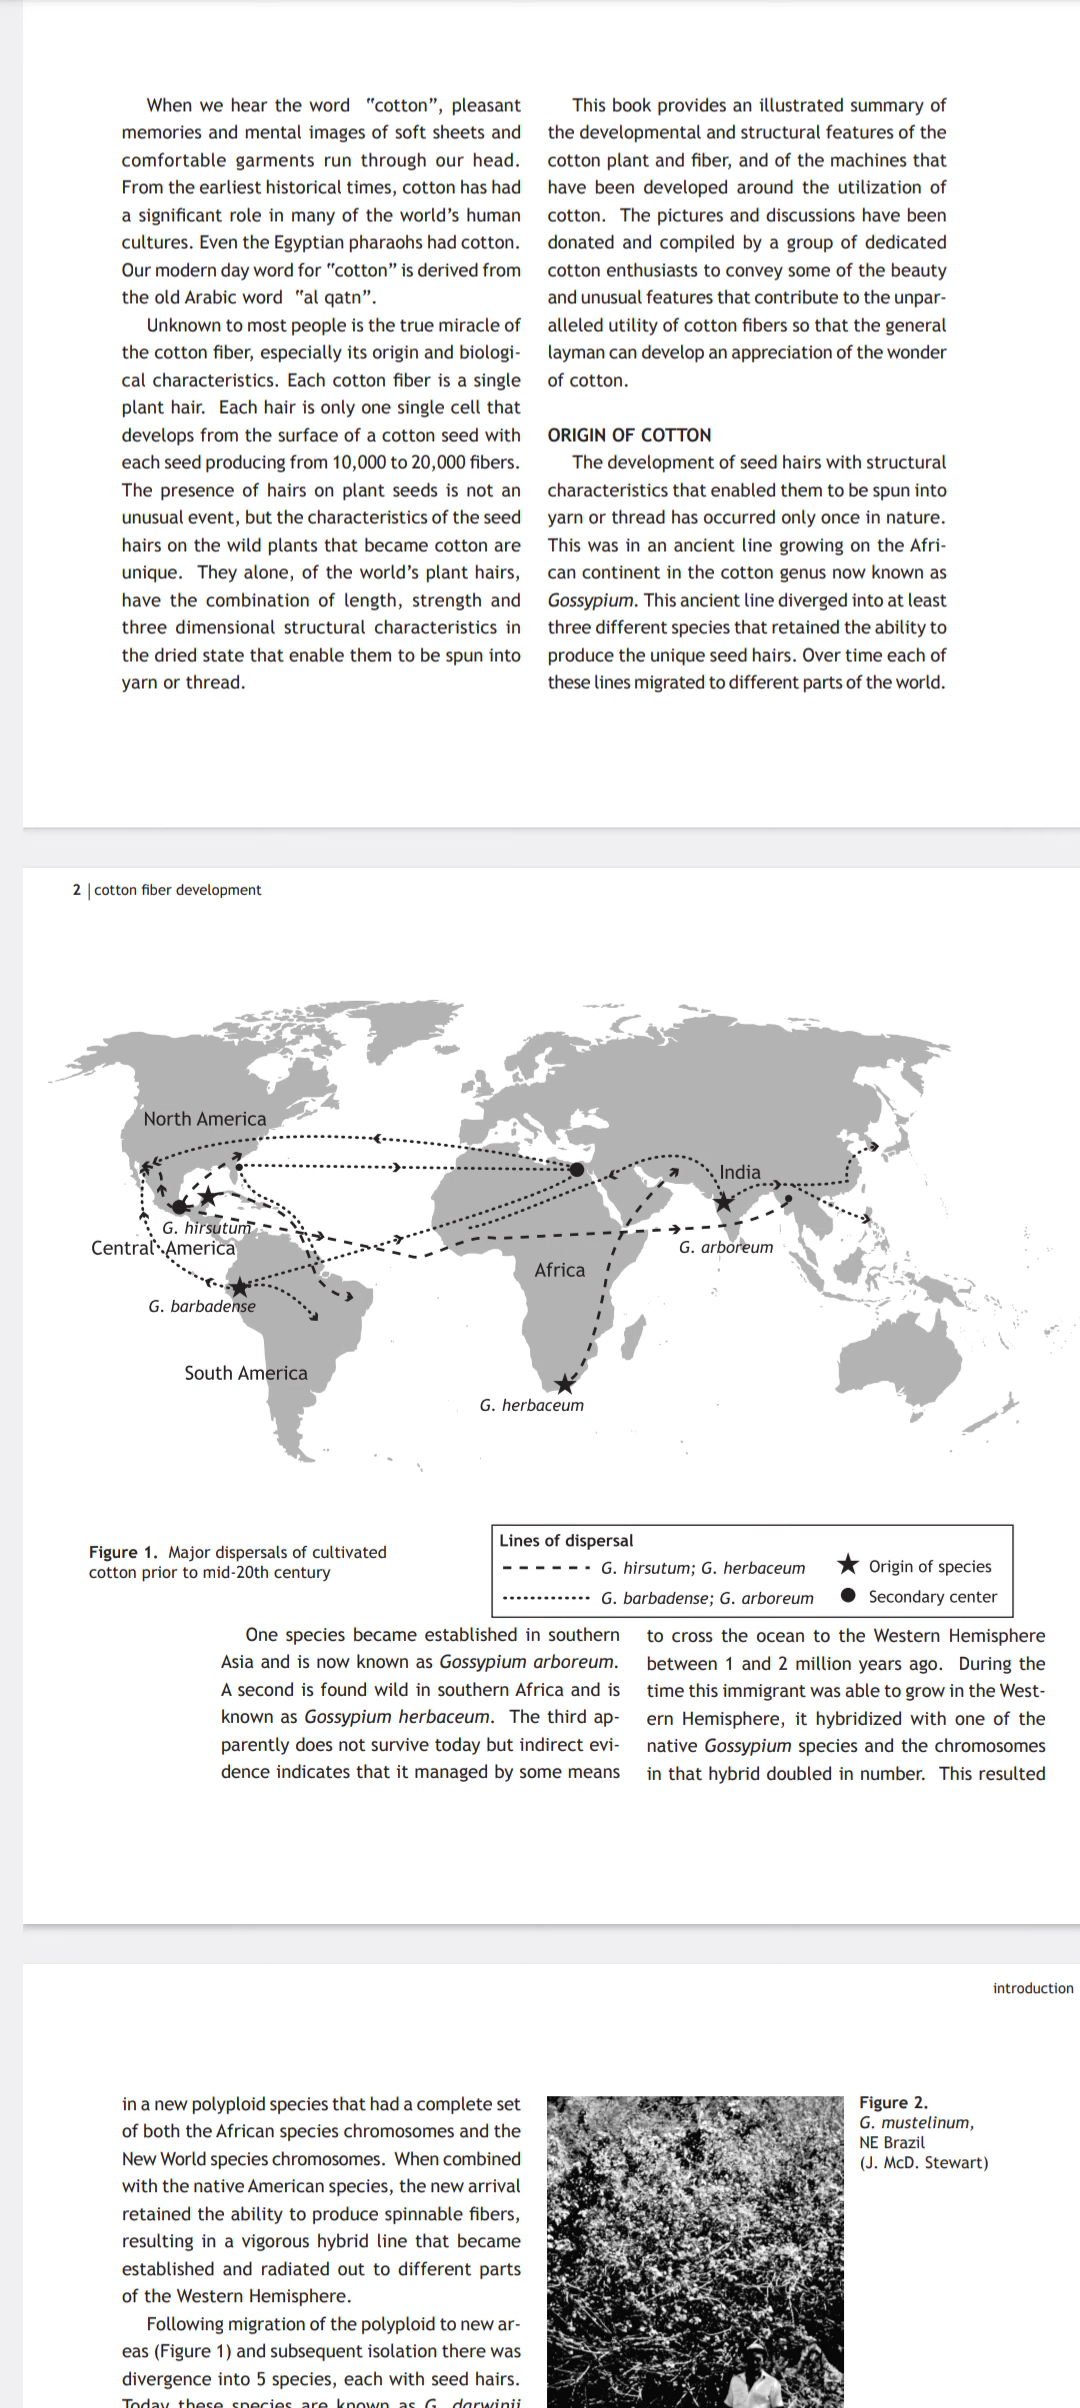 When we hear the word "cotton", pleasant
memories and mental images of soft sheets and
comfortable garments run through our head.
From the earliest historical times, cotton has had
a significant role in many of the world's human
cultures. Even the Egyptian pharaohs had cotton.
Our modern day word for "cotton" is derived from
the old Arabic word "al qatn".
Unknown to most people is the true miracle of
the cotton fiber, especially its origin and biologi-
cal characteristics. Each cotton fiber is a single
plant hair. Each hair is only one single cell that
develops from the surface of a cotton seed with
each seed producing from 10,000 to 20,000 fibers.
The presence of hairs on plant seeds is not an
unusual event, but the characteristics of the seed
hairs on the wild plants that became cotton are
unique. They alone, of the world's plant hairs,
have the combination of length, strength and
three dimensional structural characteristics in
the dried state that enable them to be spun into
yarn or thread.
This book provides an illustrated summary of
the developmental and structural features of the
cotton plant and fiber, and of the machines that
have been developed around the utilization of
cotton. The pictures and discussions have been
donated and compiled by a group of dedicated
cotton enthusiasts to convey some of the beauty
and unusual features that contribute to the unpar-
alleled utility of cotton fibers so that the general
layman can develop an appreciation of the wonder
of cotton.
ORIGIN OF COTTON
The development of seed hairs with structural
characteristics that enabled them to be spun into
yarn or thread has occurred only once in nature.
This was in an ancient line growing on the Afri-
can continent in the cotton genus now known as
Gossypium. This ancient line diverged into at least
three different species that retained the ability to
produce the unique seed hairs. Over time each of
these lines migrated to different parts of the world.
2 | cotton fiber development
North America
India
G. hirsutum
Central America
G. arboreum
Africa
G. barbadense
South America
G. herbaceum
Figure 1. Major dispersals of cultivated
cotton prior to mid-20th century
Lines of dispersal
G. hirsutum; G. herbaceum
Origin of species
G. barbadense; G. arboreum
Secondary center
One species became established in southern
Asia and is now known as Gossypium arboreum.
A second is found wild in southern Africa and is
known as Gossypium herbaceum. The third ap-
parently does not survive today but indirect evi-
dence indicates that it managed by some means
to cross the ocean to the Western Hemisphere
between 1 and 2 million years ago. During the
time this immigrant was able to grow in the West-
ern Hemisphere, it hybridized with one of the
native Gossypium species and the chromosomes
in that hybrid doubled in number. This resulted
introduction
in a new polyploid species that had a complete set
of both the African species chromosomes and the
New World species chromosomes. When combined
with the native American species, the new arrival
retained the ability to produce spinnable fibers,
resulting in a vigorous hybrid line that became
established and radiated out to different parts
of the Western Hemisphere.
Following migration of the polyploid to new ar-
eas (Figure 1) and subsequent isolation there was
divergence into 5 species, each with seed hairs.
Today these species are known as G. darwinii
Figure 2.
G. mustelinum,
NE Brazil
(J. McD. Stewart)